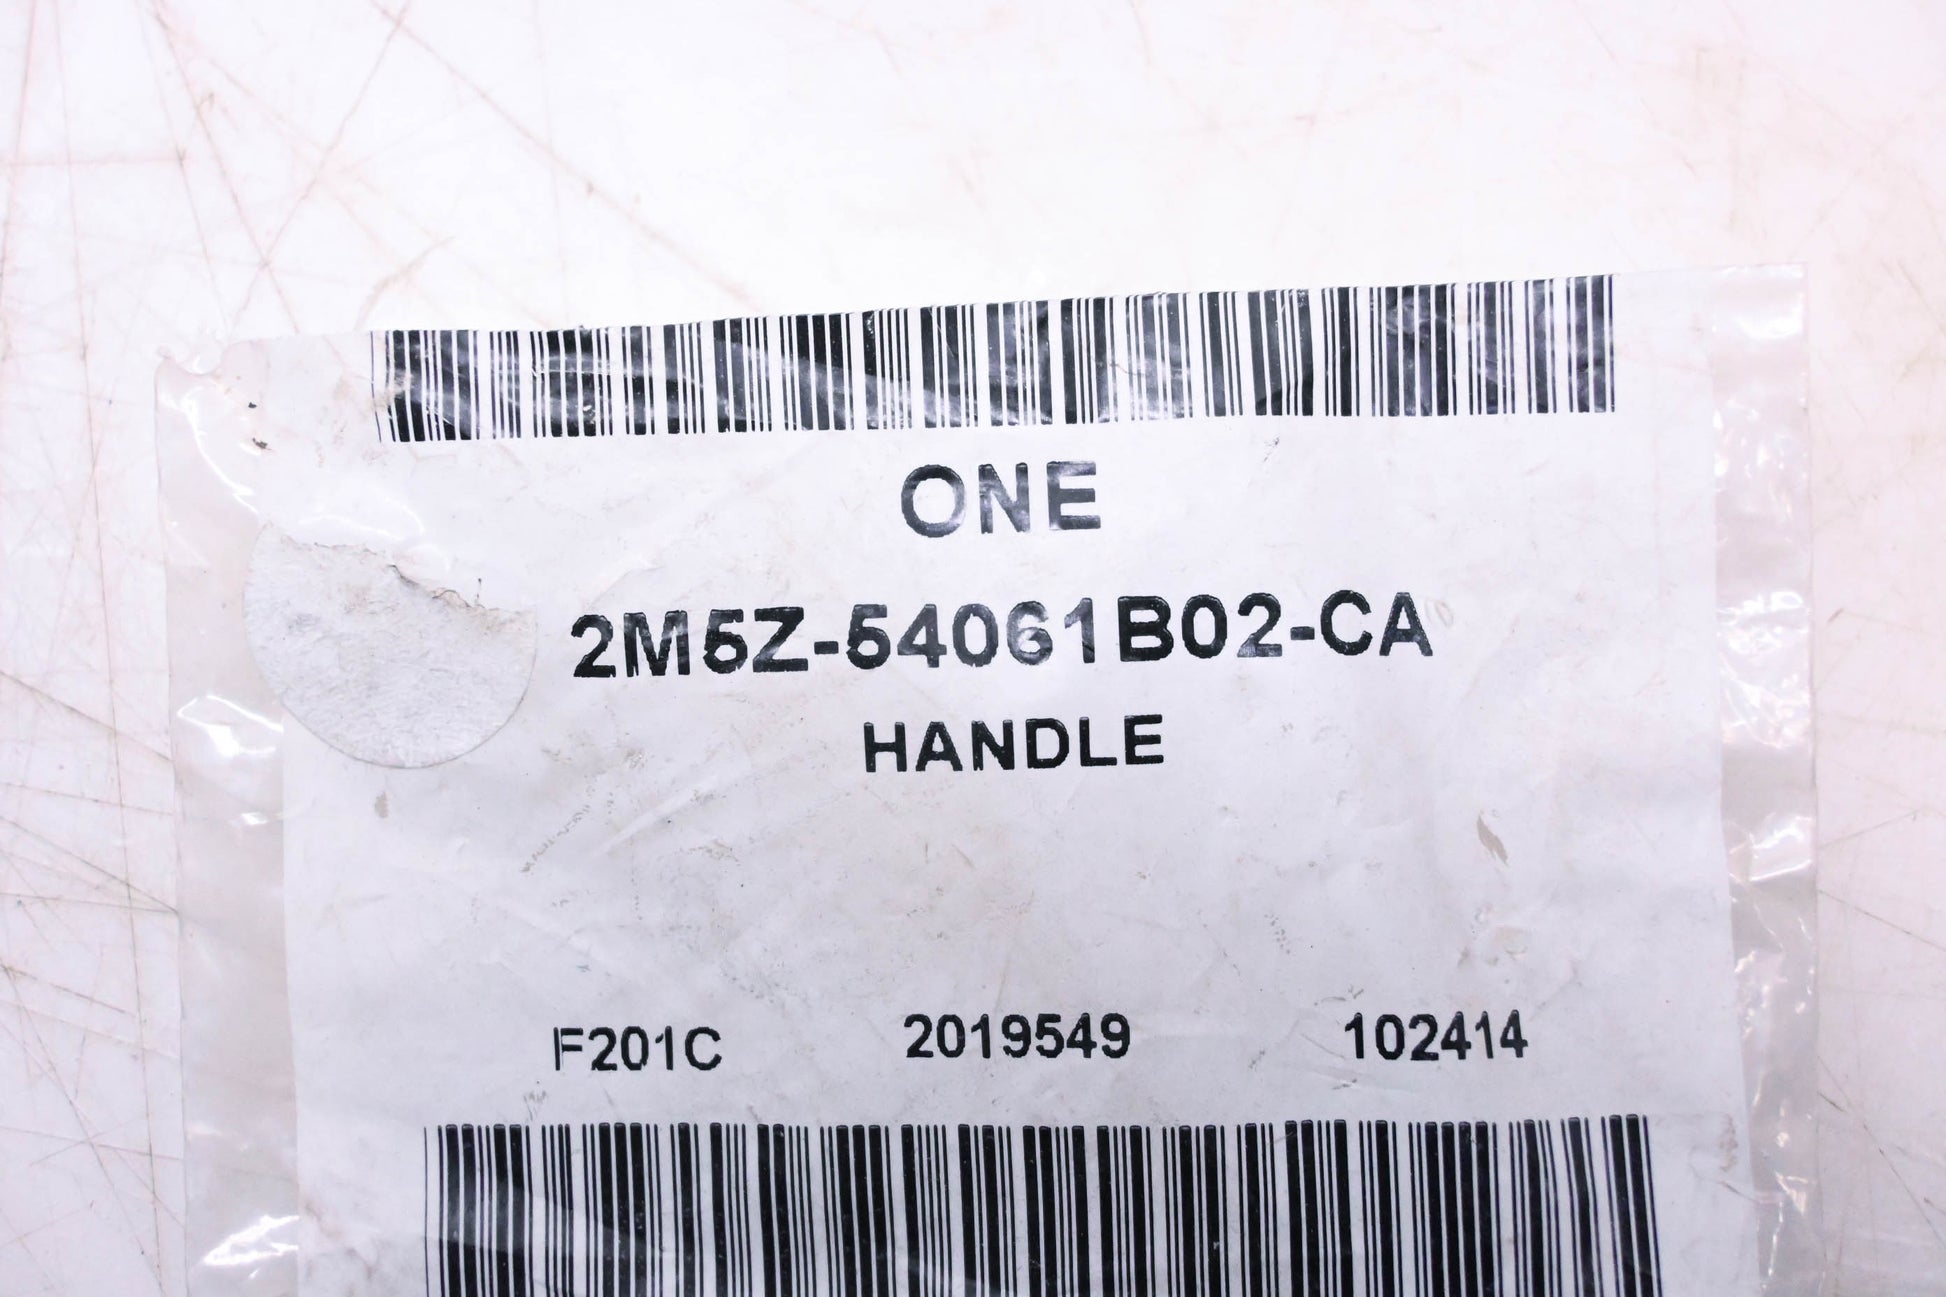 ONE
2M5Z-54061B02-CA
HANDLE
F201C 2019549 102414